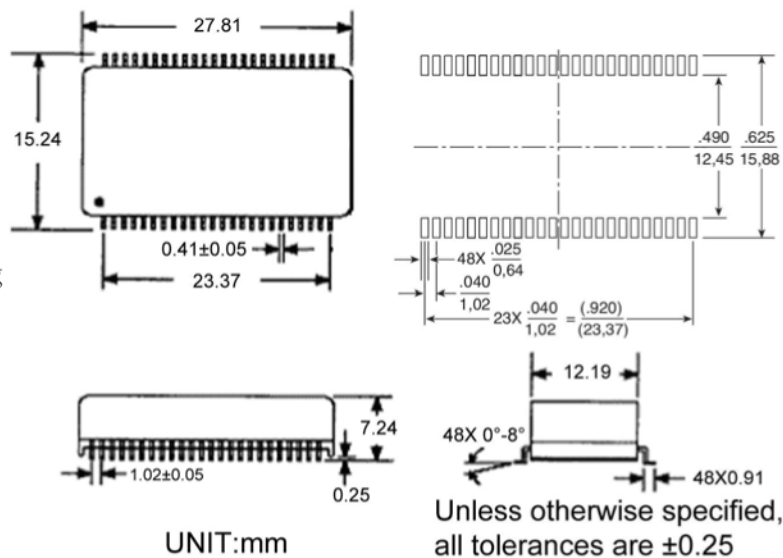 27.81
15.24
0.41±0.05
23.37
.490
12,45
.625
15,88
48X .025
0,64
.040
1,02
23X .040 = (.920)
1,02 (23,37)
7.24
1.02±0.05
0.25
12.19
48X 0°-8°
48X0.91
UNIT:mm
Unless otherwise specified,
all tolerances are ±0.25